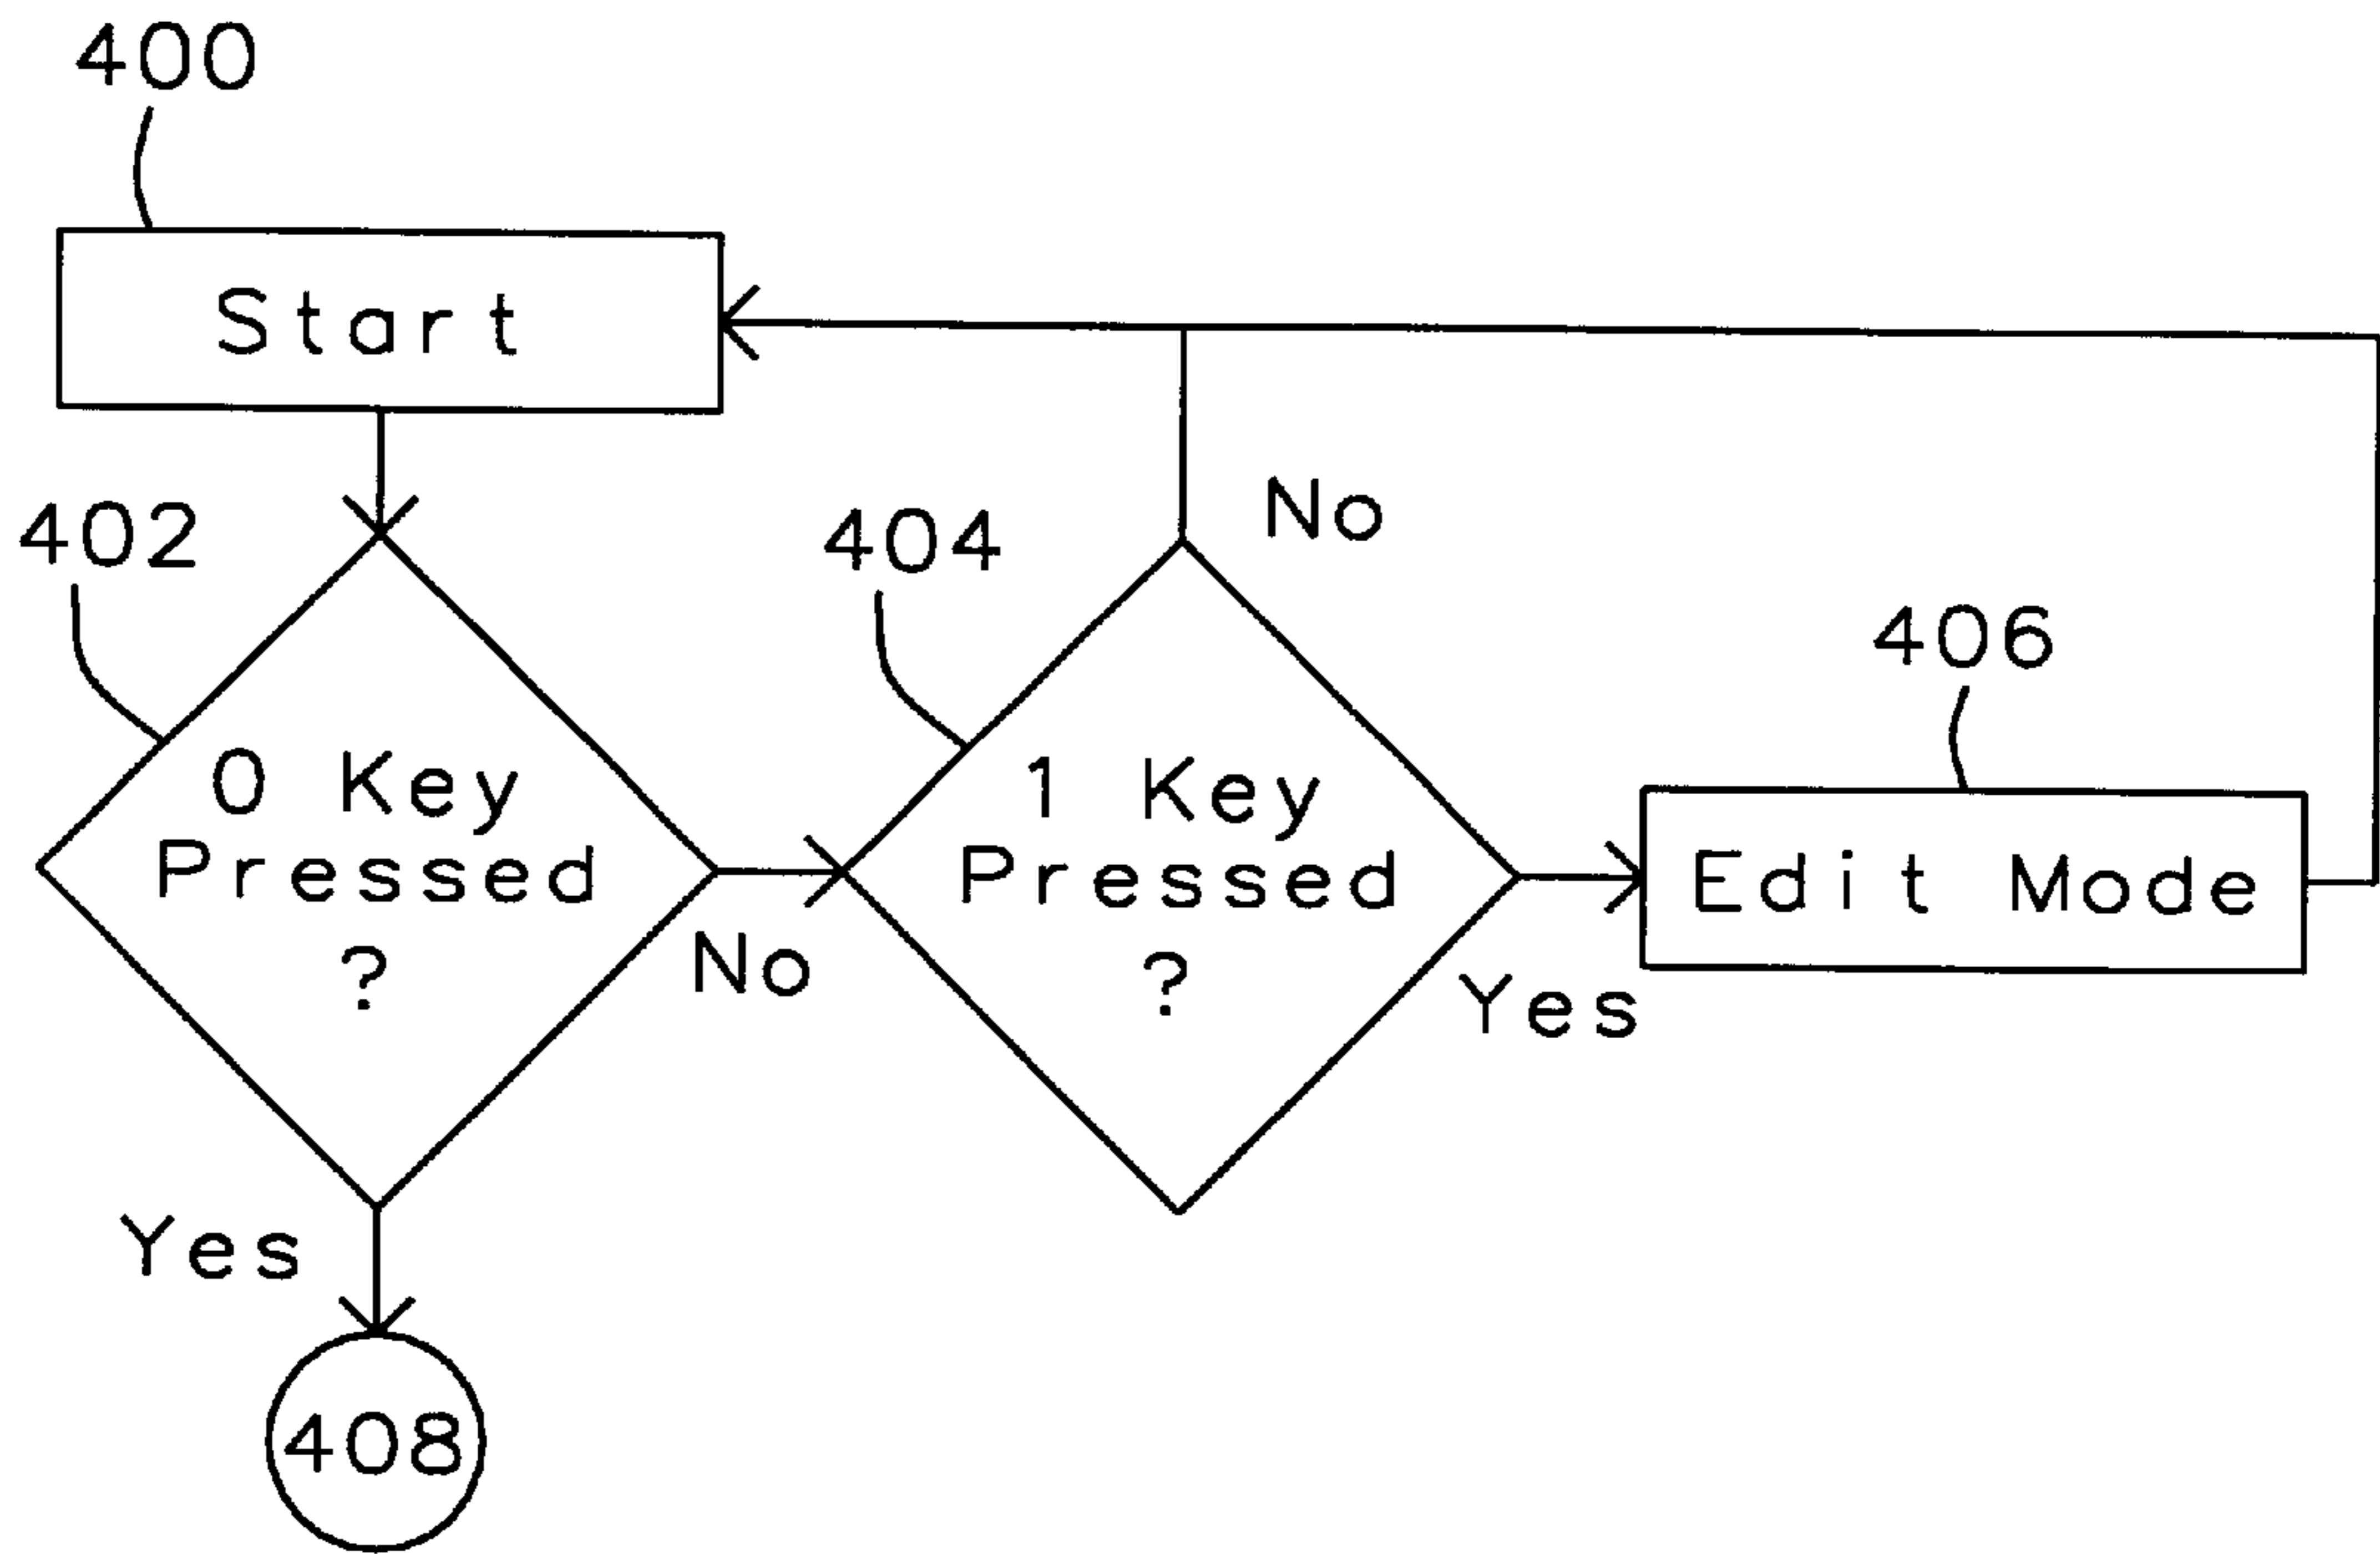 400
Start
402
404
No
406
0 Key
Pressed
?
No
1 Key
Pressed
?
Yes
Edit Mode
Yes
408